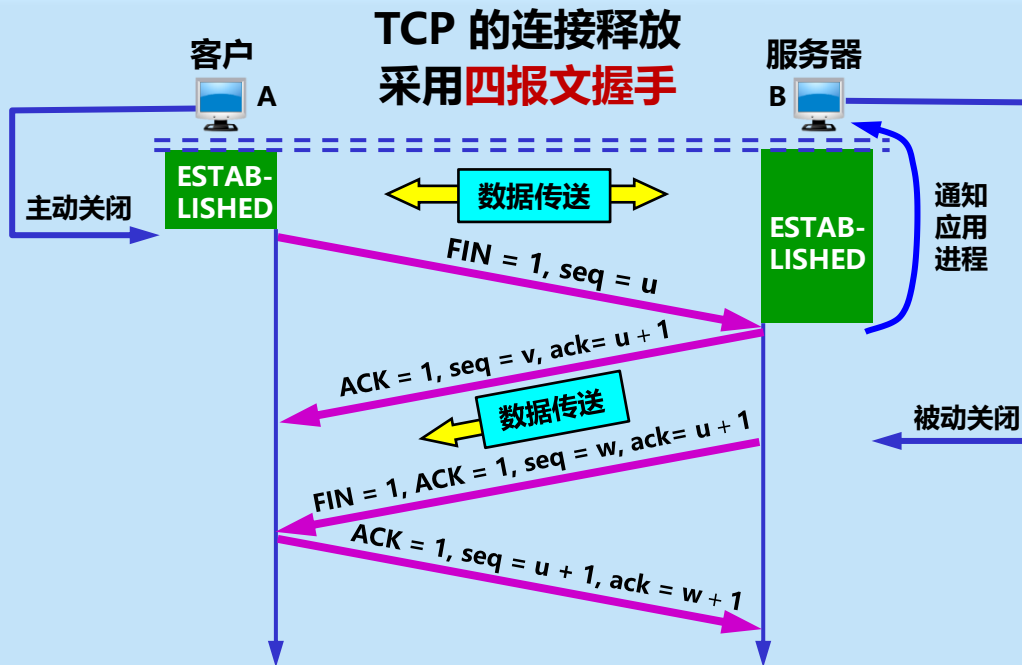 TCP 的连接释放
采用四报文握手
客户
服务器
A
B
ESTAB-
LISHED
主动关闭
数据传送
ESTAB-
LISHED
通知
应用
进程
FIN = 1, seq = u
ACK = 1, seq = v, ack= u + 1
数据传送
被动关闭
FIN = 1, ACK = 1, seq = w, ack= u + 1
ACK = 1, seq = u + 1, ack = w + 1